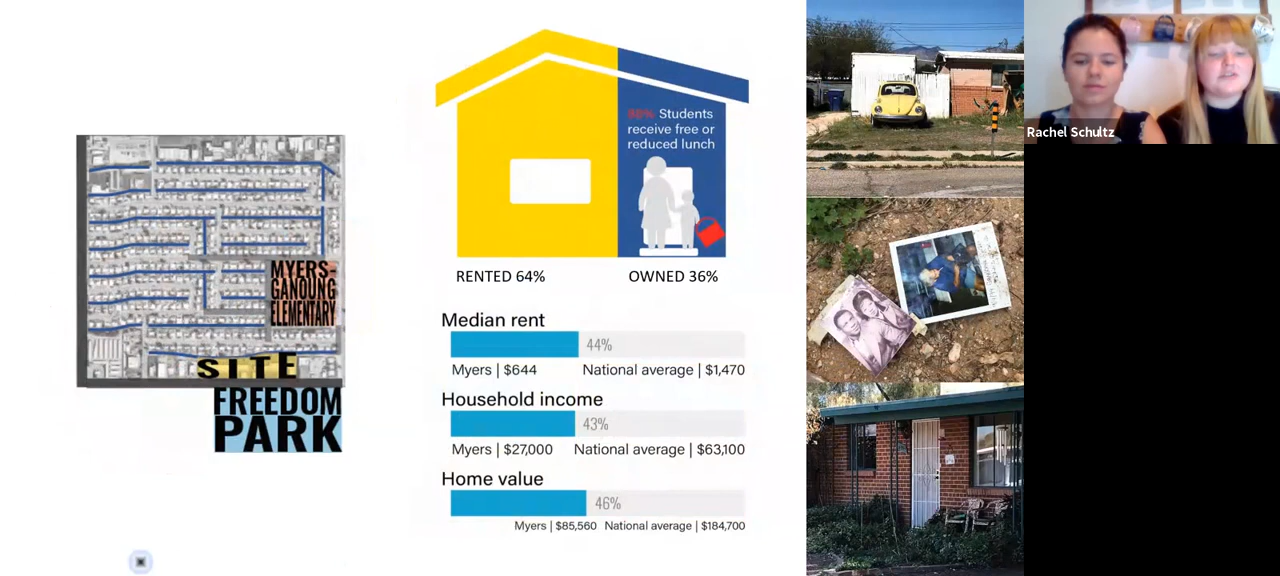 MYERS-
GANOUNG
ELEMENTARY
SITE
FREEDOM
PARK
Students
receive free or
reduced lunch
RENTED 64%
OWNED 36%
Median rent
44%
Myers | $644
National average | $1,470
Household income
43%
Myers | $27,000
National average | $63,100
Home value
46%
Myers | $85,560
National average | $184,700
Rachel Schultz